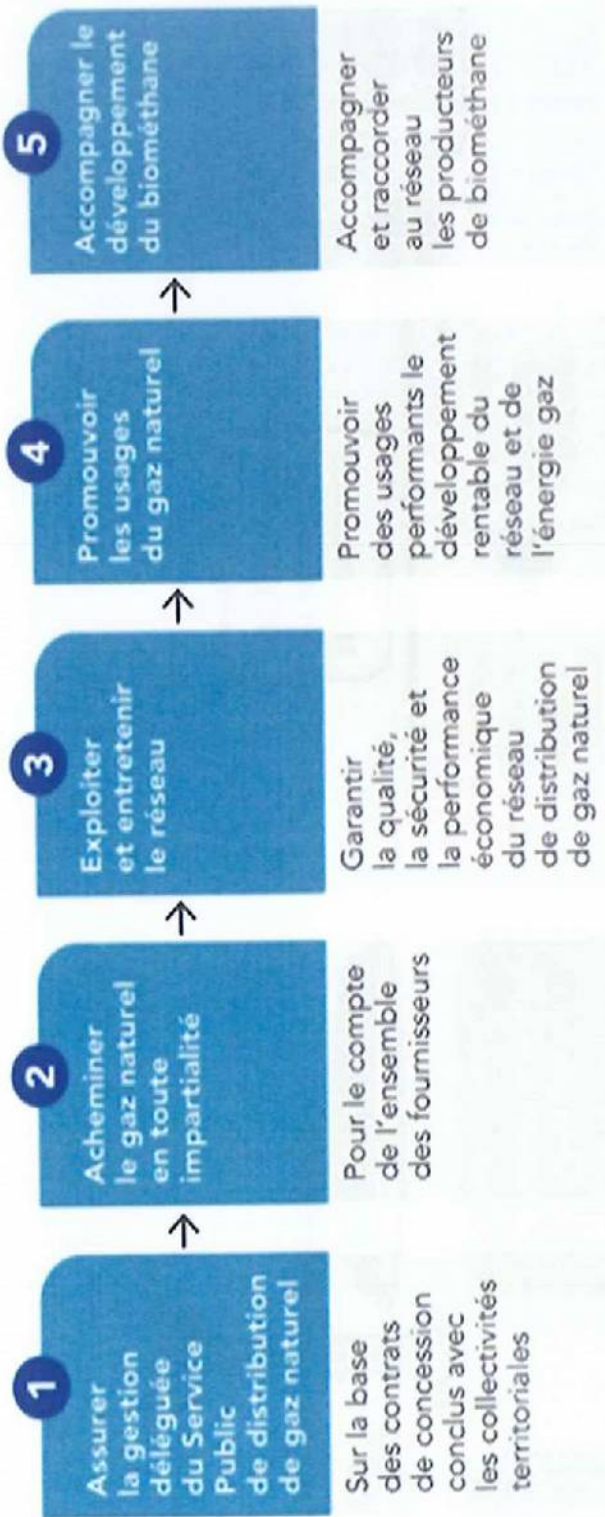 1
Assurer
la gestion
déléguée
du Service
Public
de distribution
de gaz naturel
Sur la base
des contrats
de concession
conclus avec
les collectivités
territoriales
2
Acheminer
le gaz naturel
en toute
impartialité
Pour le compte
de l'ensemble
des fournisseurs
3
Exploiter
et entretenir
le réseau
Garantir
la qualité,
la sécurité et
la performance
économique
du réseau
de distribution
de gaz naturel
4
Promouvoir
les usages
du gaz naturel
Promouvoir
des usages
performants le
développement
rentable du
réseau et de
l'énergie gaz
5
Accompagner le
développement
du biométhane
Accompagner
et raccorder
au réseau
les producteurs
de biométhane